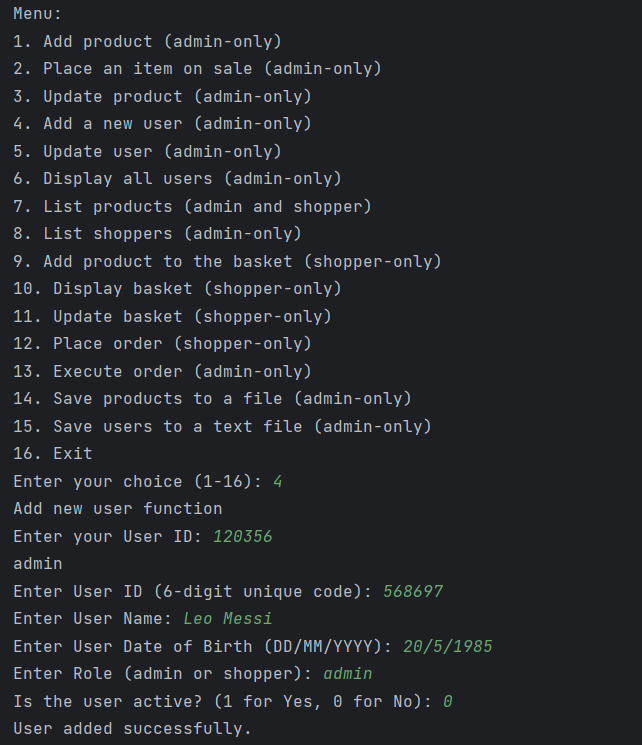 Menu:
1. Add product (admin-only)
2. Place an item on sale (admin-only)
3. Update product (admin-only)
4. Add a new user (admin-only)
5. Update user (admin-only)
6. Display all users (admin-only)
7. List products (admin and shopper)
8. List shoppers (admin-only)
9. Add product to the basket (shopper-only)
10. Display basket (shopper-only)
11. Update basket (shopper-only)
12. Place order (shopper-only)
13. Execute order (admin-only)
14. Save products to a file (admin-only)
15. Save users to a text file (admin-only)
16. Exit
Enter your choice (1-16): 4
Add new user function
Enter your User ID: 120356
admin
Enter User ID (6-digit unique code): 568697
Enter User Name: Leo Messi
Enter User Date of Birth (DD/MM/YYYY): 20/5/1985
Enter Role (admin or shopper): admin
Is the user active? (1 for Yes, 0 for No): 0
User added successfully.